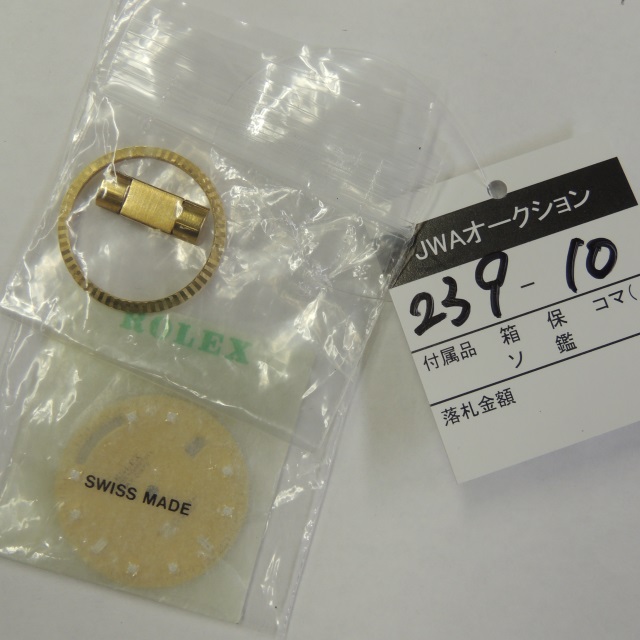 ROLEX
SWISS MADE
JWAオークション
239-10
付属品 箱 保 コマ(
ソ 鑑
落札金額